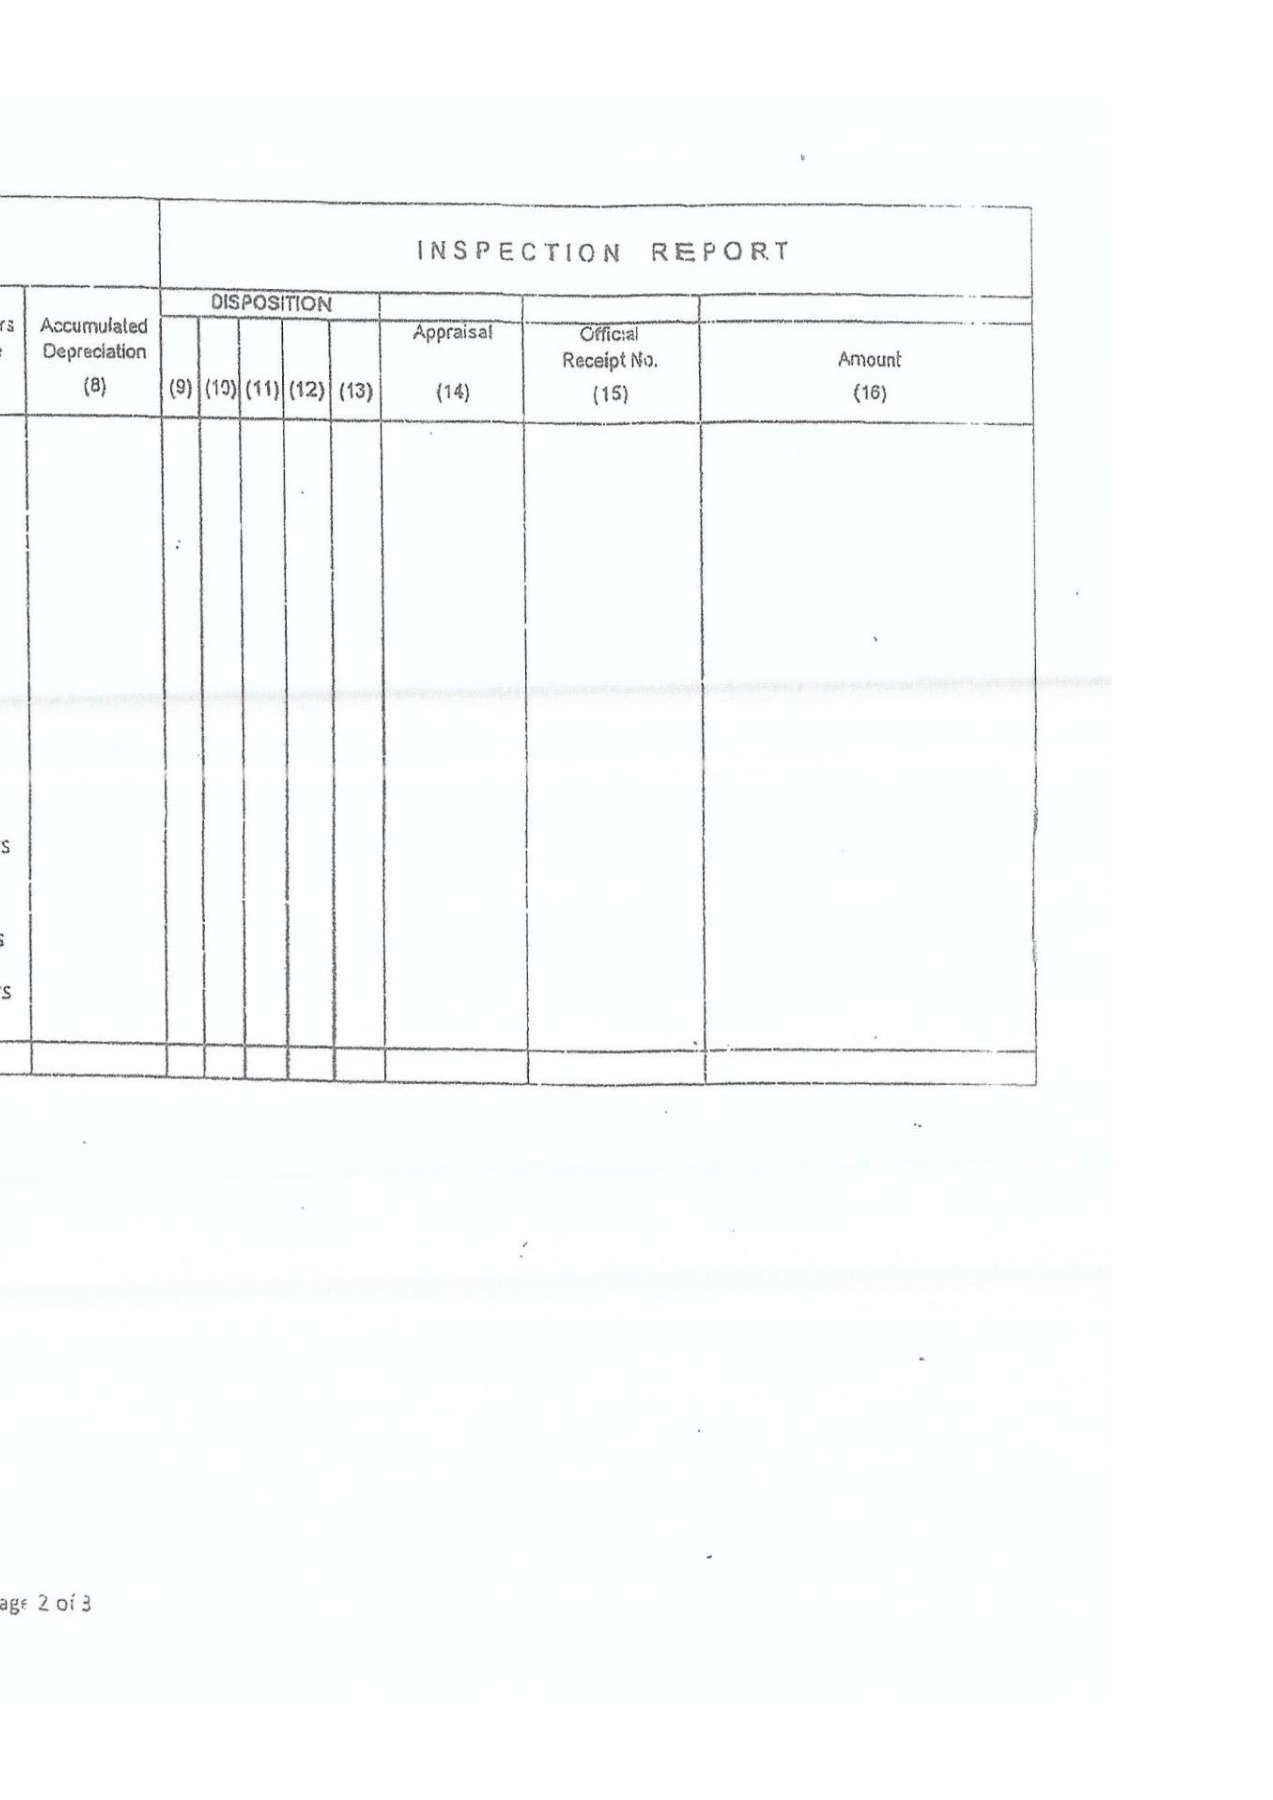 INSPECTION REPORT
DISPOSITION
Accumulated
Depreciation
(8)
(9) (10) (11) (12) (13)
Appraisal
(14)
Official
Receipt No.
(15)
Amount
(16)
rs
s
s
rs
age 2 of 3